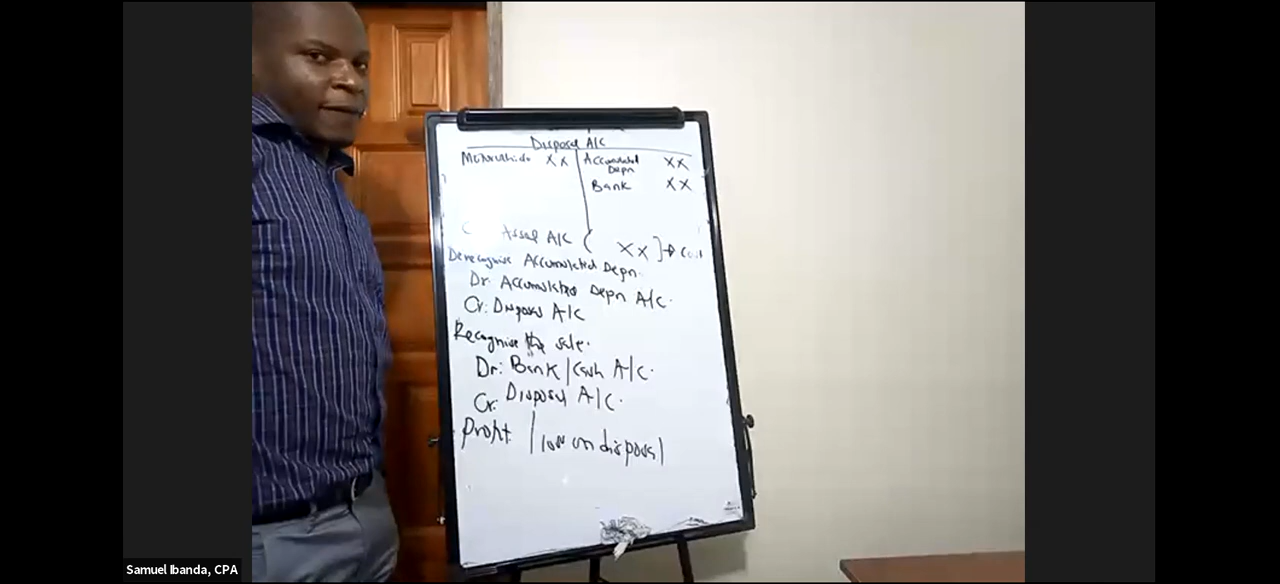 Disposal A/C
Motorvehicle XX Accumulated Depn XX
Bank XX
Asset A/C XX → Cost
Derecognise Accumulated Depn.
Dr. Accumulated Depn A/C.
Cr: Disposal A/C
Recognise the sale.
Dr: Bank/Cash A/C.
Cr: Disposal A/C.
Profit / loss on disposal
Samuel Ibanda, CPA